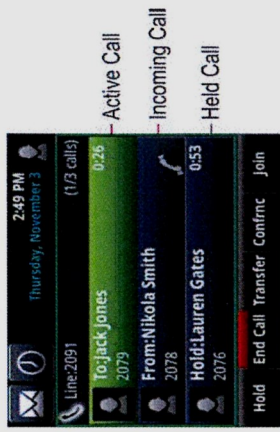 2:49 PM
Thursday, November 3
Line:2091 (1/3 calls)
To:Jack Jones 0:26
2079
From:Nikola Smith
2078
Hold:Lauren Gates 0:53
2076
Hold End Call Transfer Confrnc Join
Active Call
Incoming Call
Held Call